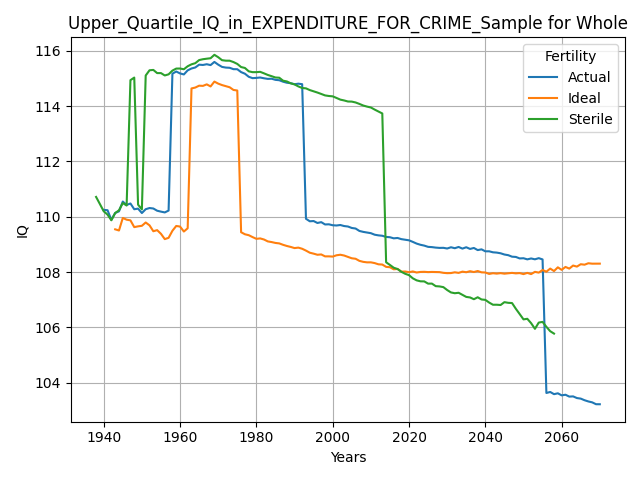 Upper_Quartile_IQ_in_EXPENDITURE_FOR_CRIME_Sample for Whole
Fertility
Actual
Ideal
Sterile
116
114
112
110
108
106
104
IQ
1940
1960
1980
2000
2020
2040
2060
Years